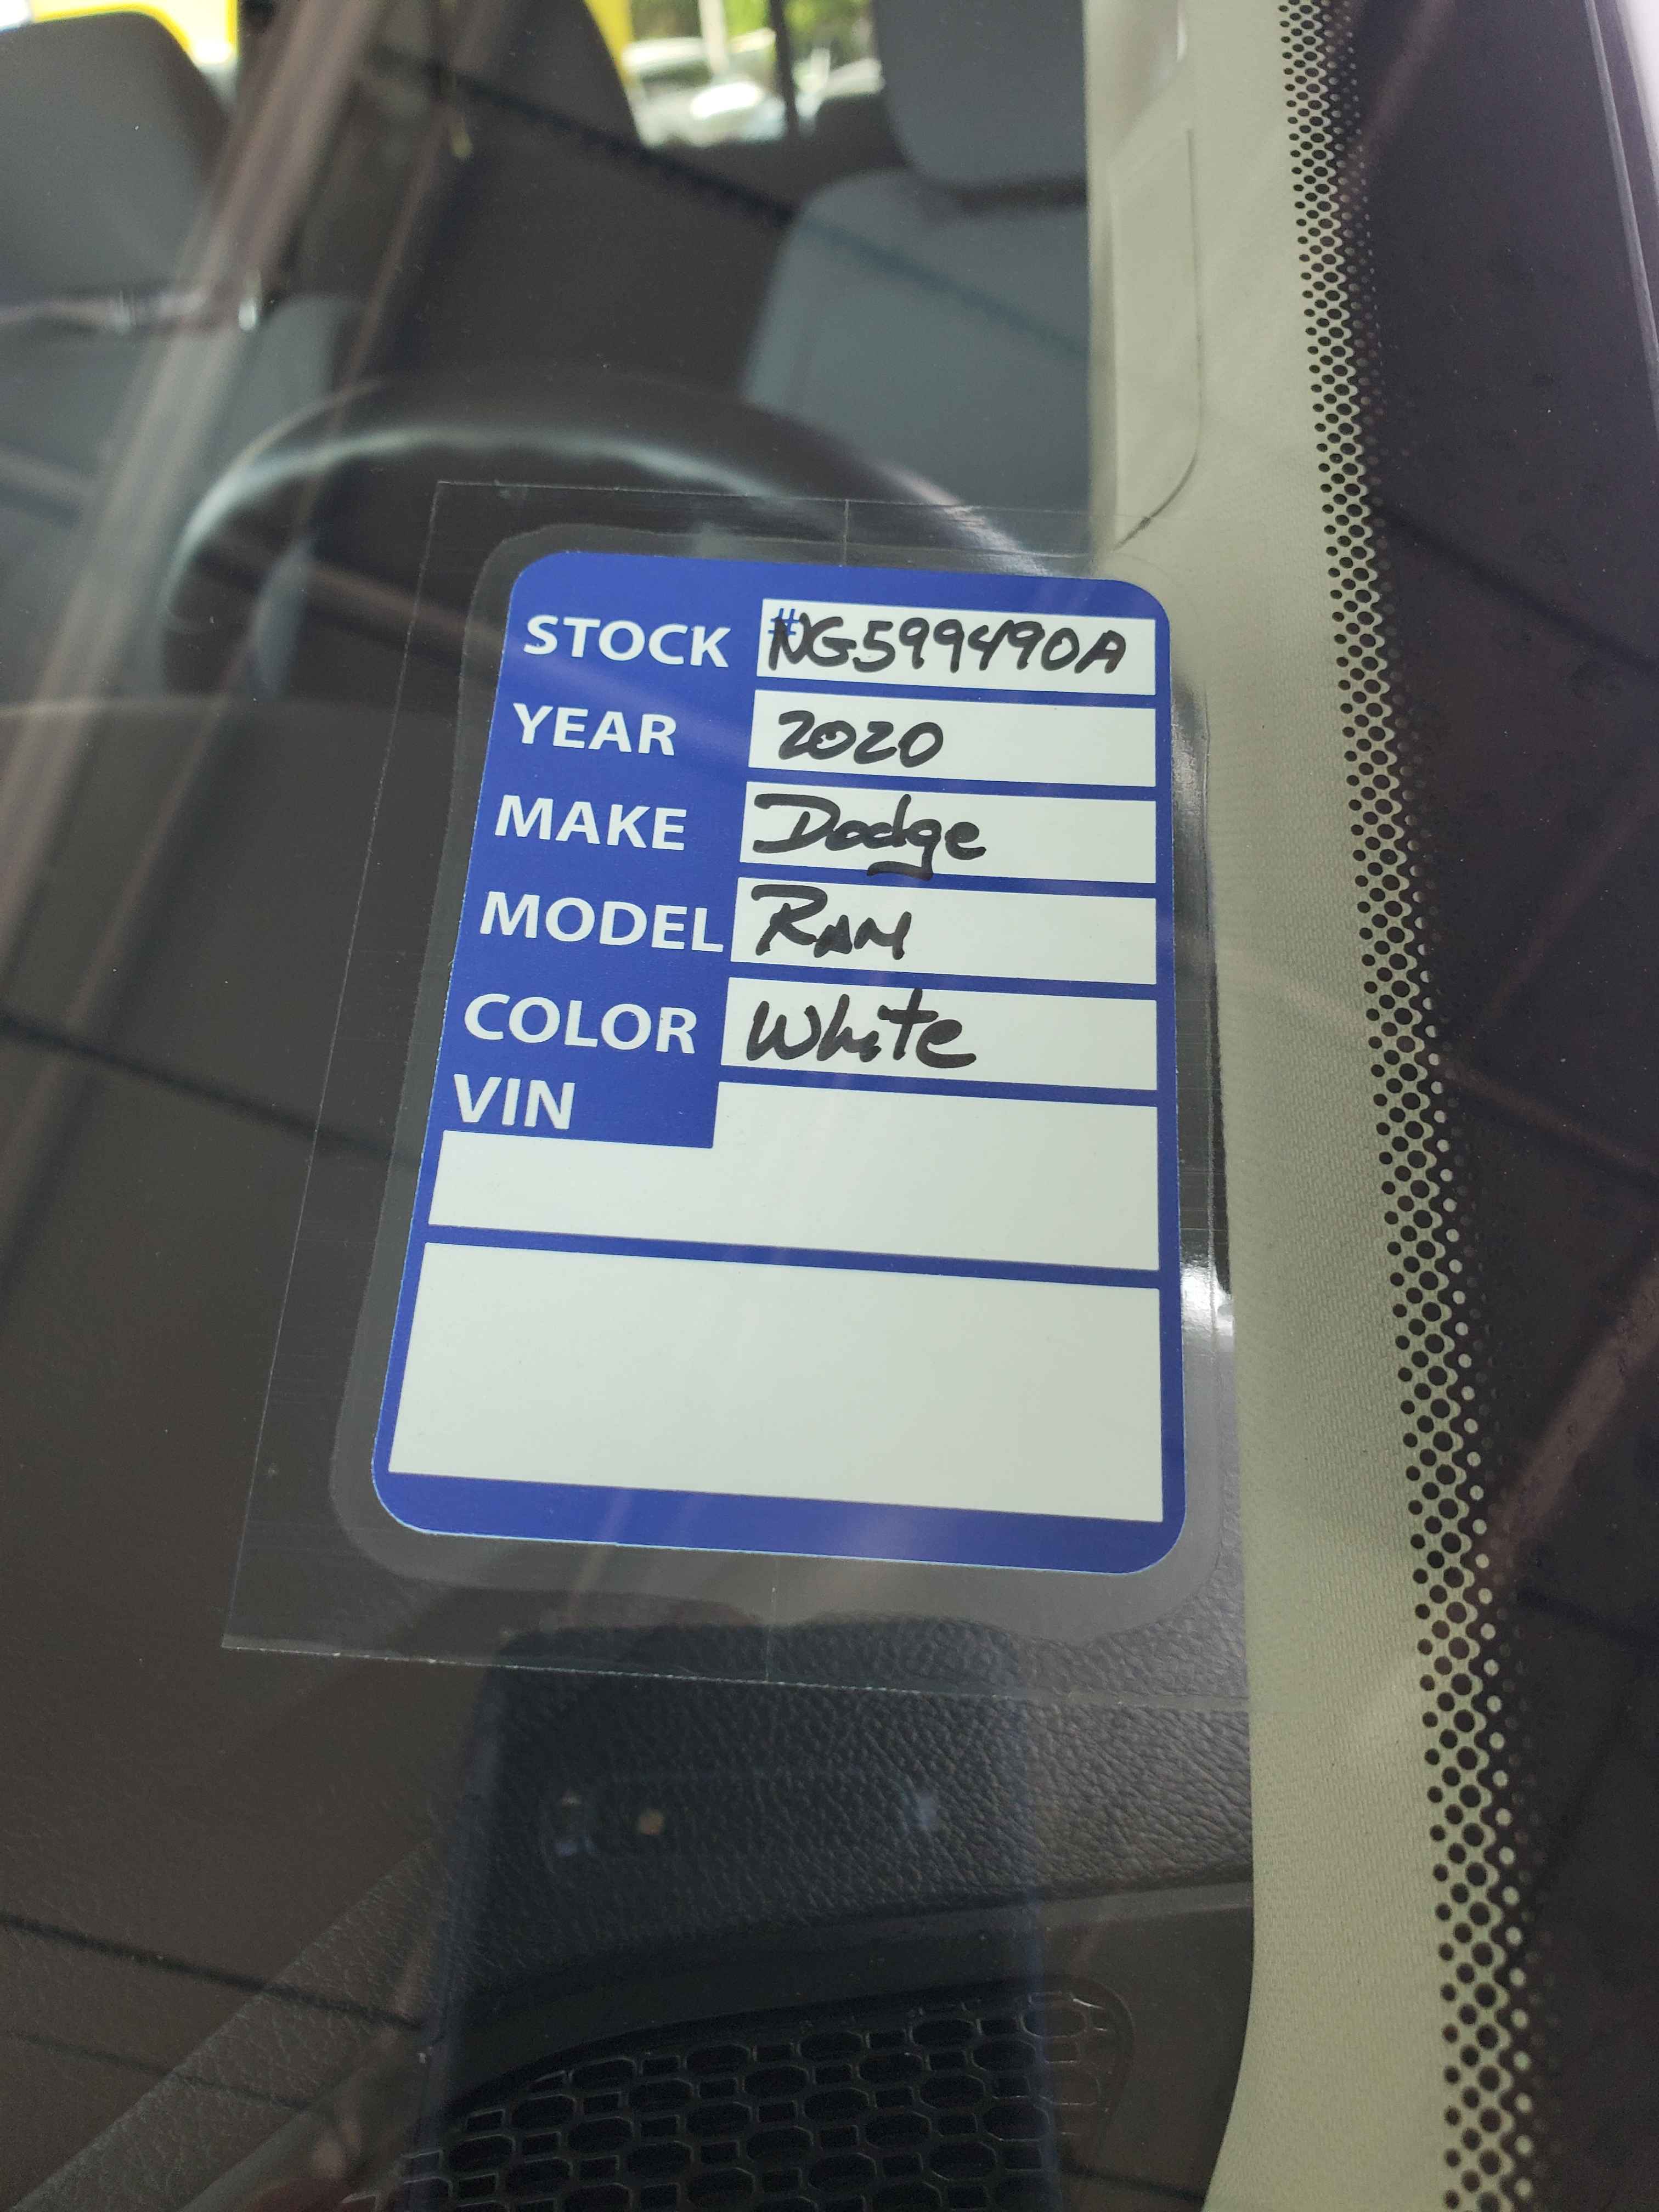 STOCK #NG599490A
YEAR 2020
MAKE Dodge
MODEL RAM
COLOR White
VIN